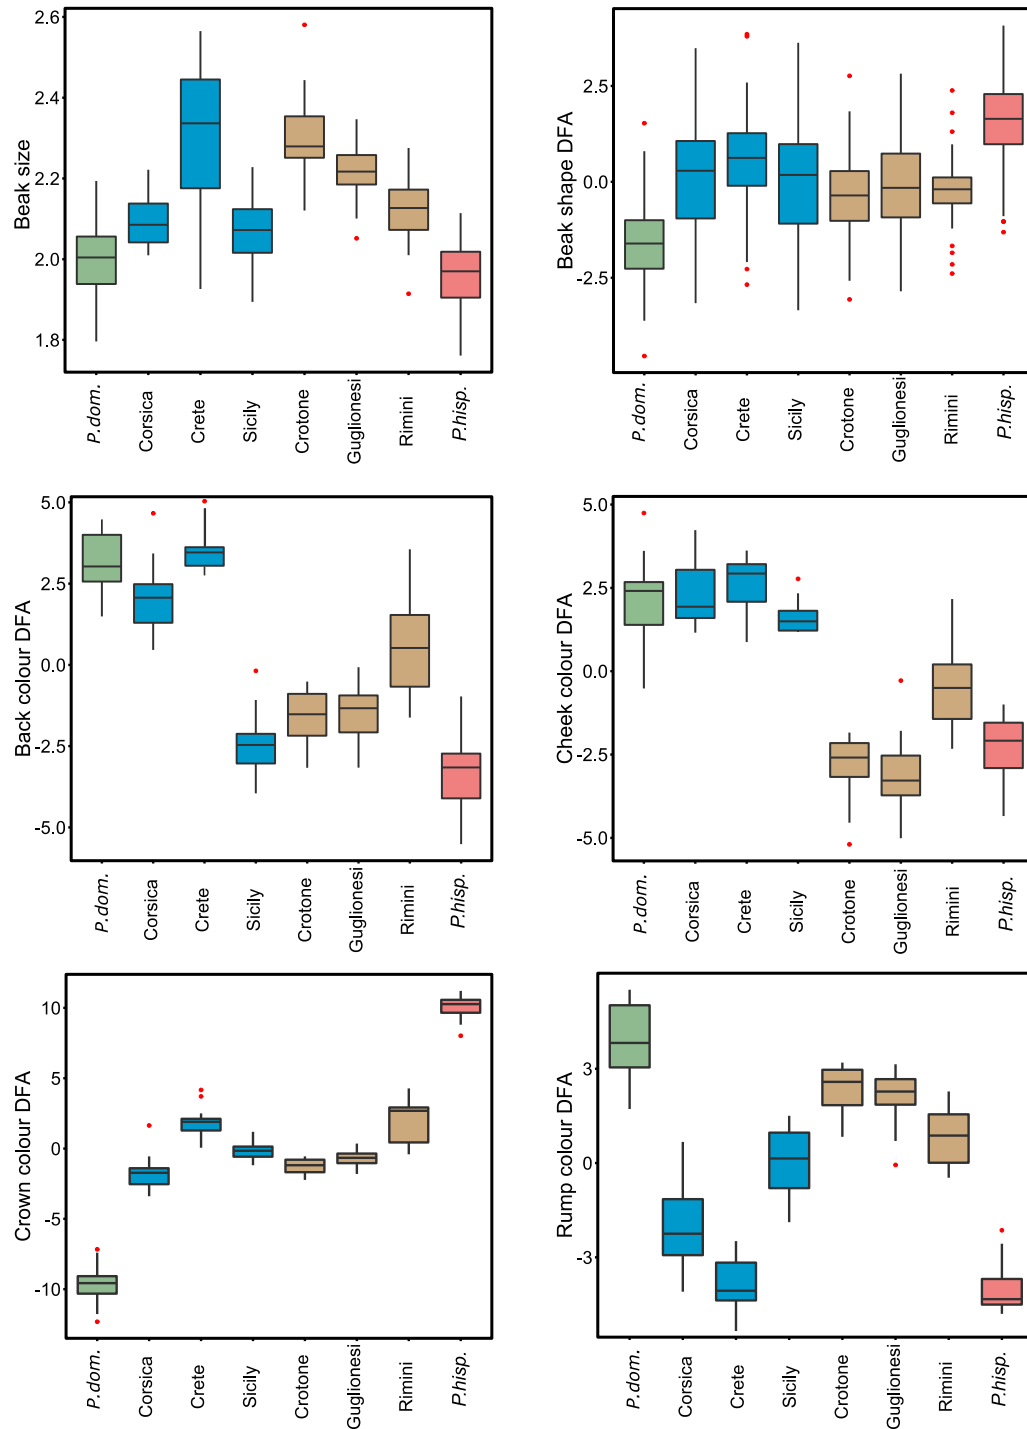 Beak size
2.6
2.4
2.2
2.0
1.8
P.dom.
Corsica
Crete
Sicily
Crotone
Guglionesi
Rimini
P.hisp.
Beak shape DFA
2.5
0.0
-2.5
P.dom.
Corsica
Crete
Sicily
Crotone
Guglionesi
Rimini
P.hisp.
Back colour DFA
5.0
2.5
0.0
-2.5
-5.0
P.dom.
Corsica
Crete
Sicily
Crotone
Guglionesi
Rimini
P.hisp.
Cheek colour DFA
5.0
2.5
0.0
-2.5
-5.0
P.dom.
Corsica
Crete
Sicily
Crotone
Guglionesi
Rimini
P.hisp.
Crown colour DFA
10
5
0
-5
-10
P.dom.
Corsica
Crete
Sicily
Crotone
Guglionesi
Rimini
P.hisp.
Rump colour DFA
3
0
-3
P.dom.
Corsica
Crete
Sicily
Crotone
Guglionesi
Rimini
P.hisp.